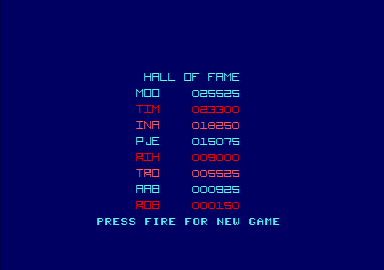 HALL OF FAME
MOO 025525
TIM 023300
INA 018250
PJE 015075
RIH 009000
TRO 005525
AAB 000925
ROB 000150
PRESS FIRE FOR NEW GAME